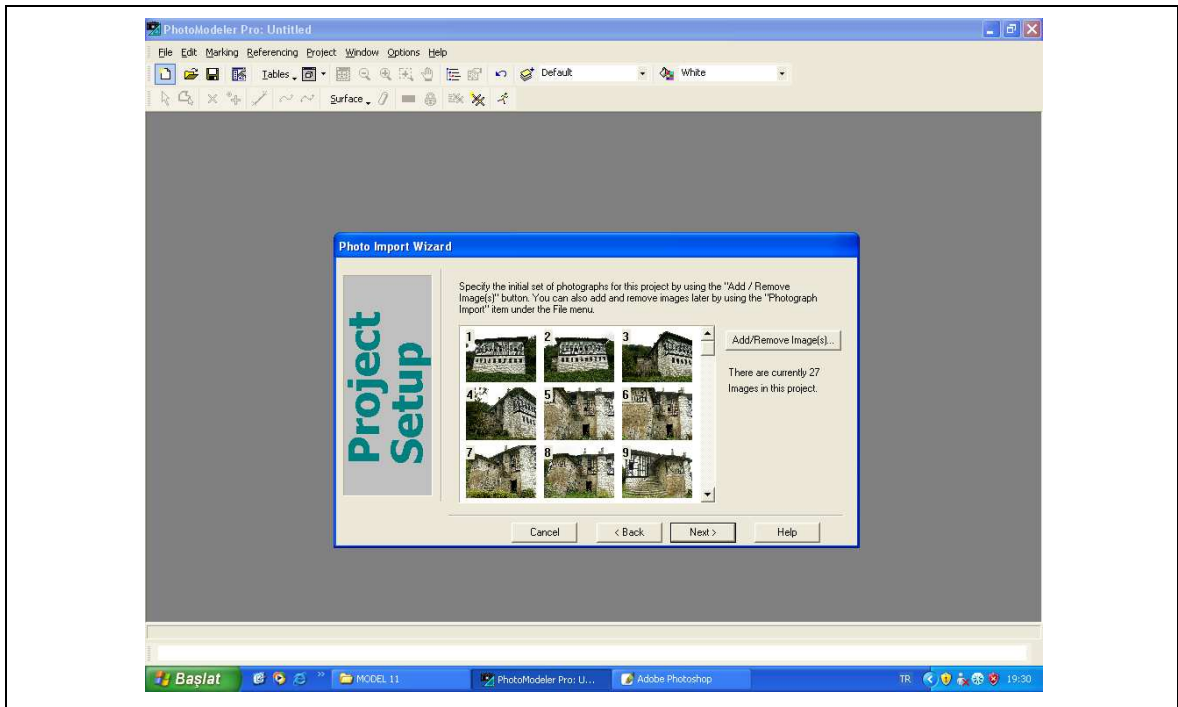 PhotoModeler Pro: Untitled
File Edit Marking Referencing Project Window Options Help
Tables Default White
Surface
Photo Import Wizard
Project
Setup
Specify the initial set of photographs for this project by using the "Add / Remove
Image(s)" button. You can also add and remove images later by using the "Photograph
Import" item under the File menu.
1 2 3
4 5 6
7 8 9
Add/Remove Image(s)...
There are currently 27
Images in this project.
Cancel < Back Next > Help
Başlat MODEL 11 PhotoModeler Pro: U... Adobe Photoshop TR 19:30